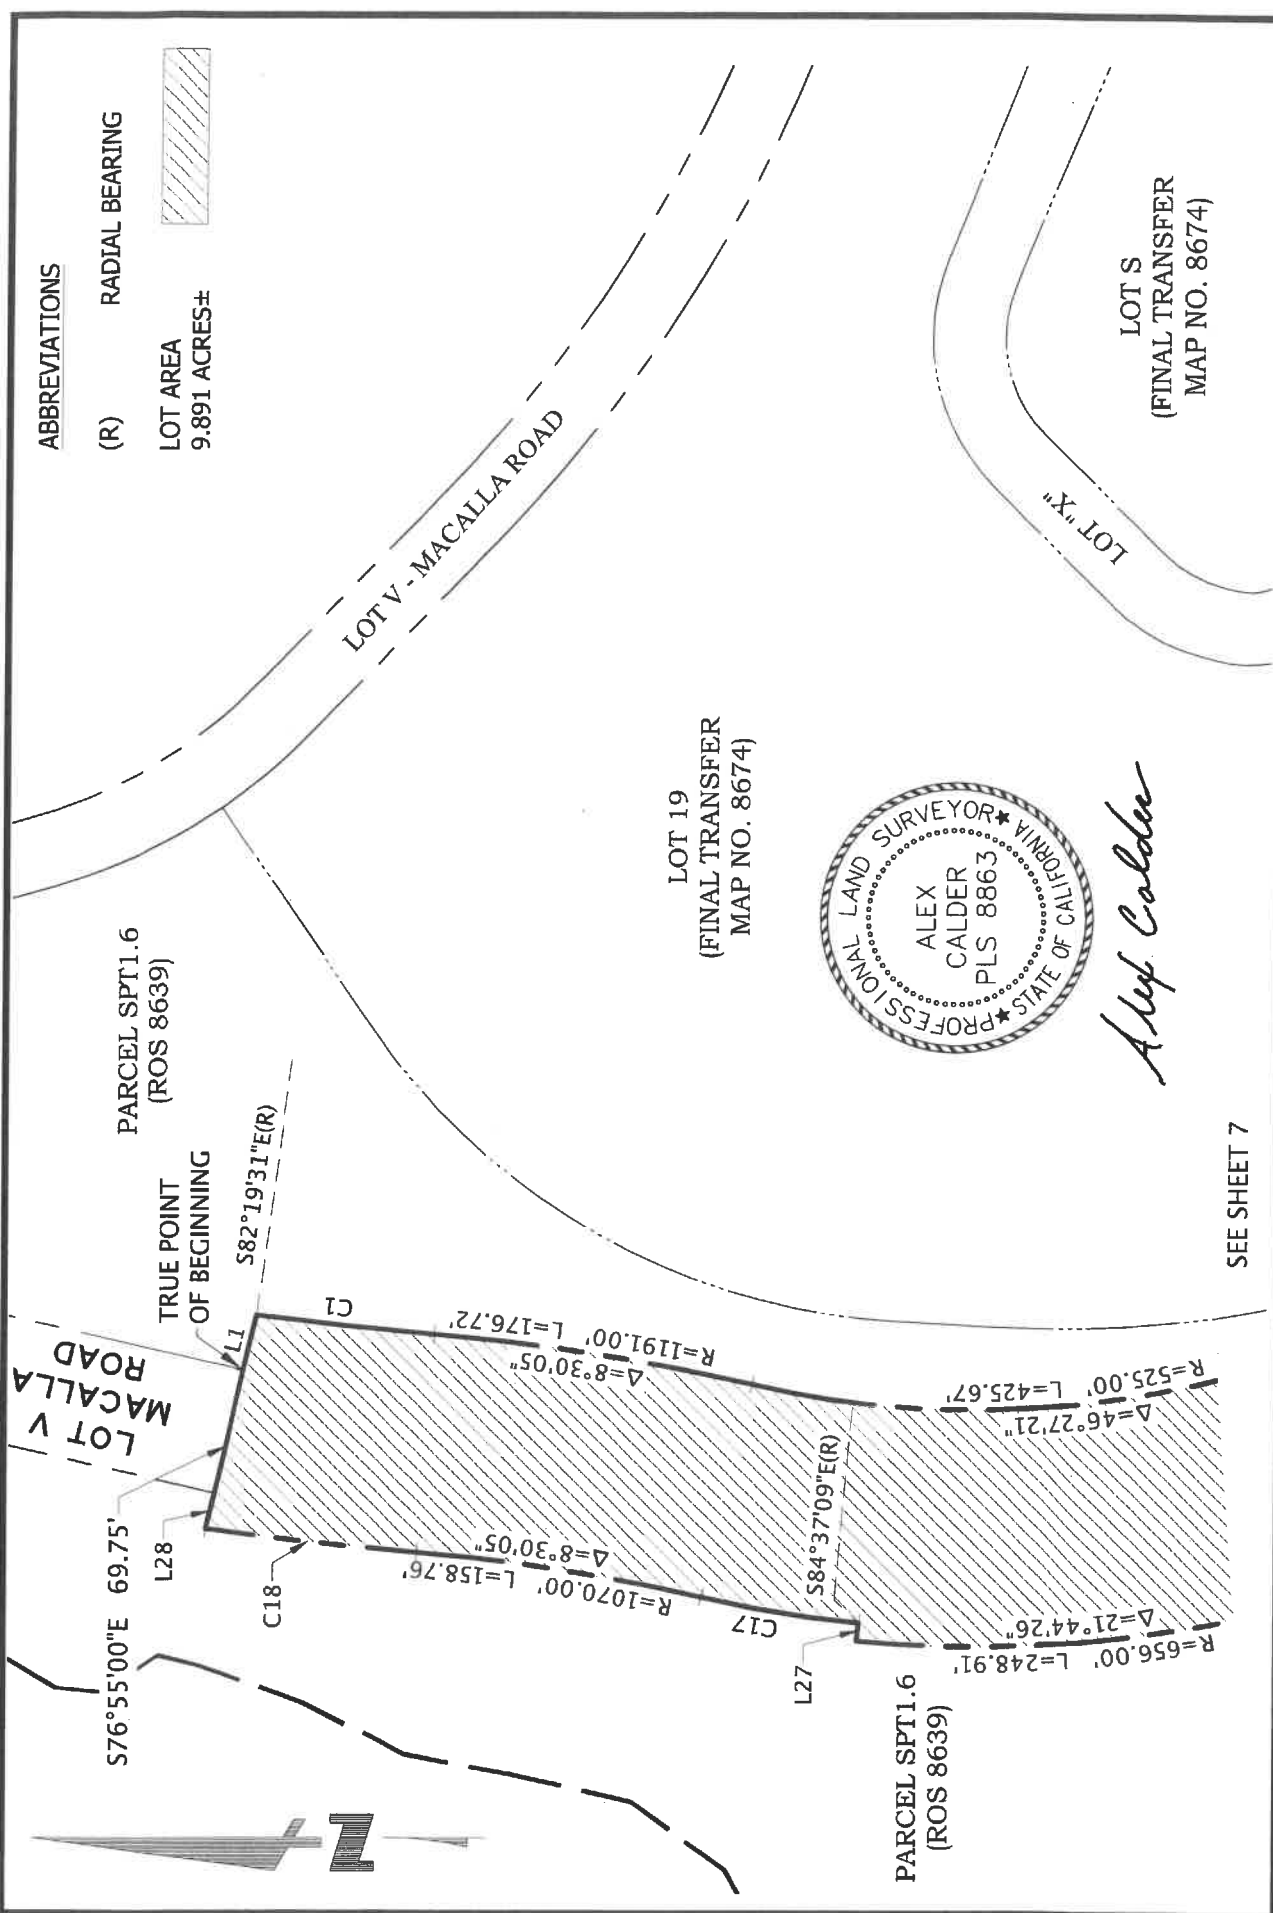 ABBREVIATIONS
(R) RADIAL BEARING
LOT AREA
9.891 ACRES±
LOT V - MACALLA ROAD
LOT S
(FINAL TRANSFER
MAP NO. 8674)
LOT "X"
LOT 19
(FINAL TRANSFER
MAP NO. 8674)
PROFESSIONAL LAND SURVEYOR
ALEX
CALDER
PLS 8863
STATE OF CALIFORNIA
Alex Calder
PARCEL SPT1.6
(ROS 8639)
TRUE POINT
OF BEGINNING
S82°19'31"E(R)
L1
LOT V
MACALLA
ROAD
S76°55'00"E 69.75'
L28
C18
C1
R=1191.00' L=176.72'
Δ=8°30'05"
Δ=8°30'05"
R=1070.00' L=158.76'
C17
S84°37'09"E(R)
L27
R=525.00' L=425.67'
Δ=46°27'21"
Δ=21°44'26"
R=656.00' L=248.91'
PARCEL SPT1.6
(ROS 8639)
SEE SHEET 7
Z